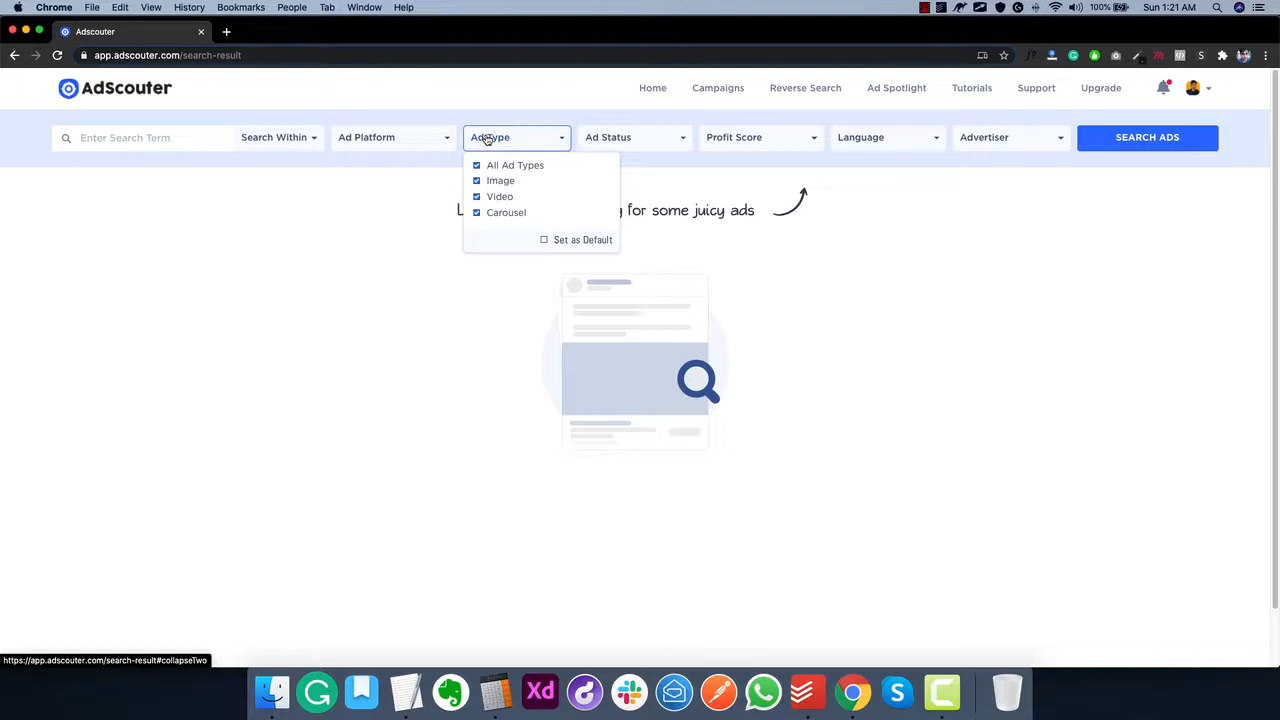 Chrome File Edit View History Bookmarks People Tab Window Help
100% Sun 1:21 AM
Adscouter
app.adscouter.com/search-result
AdScouter
Home Campaigns Reverse Search Ad Spotlight Tutorials Support Upgrade
Enter Search Term Search Within Ad Platform Ad Type Ad Status Profit Score Language Advertiser SEARCH ADS
All Ad Types
Image
Video
Carousel
Set as Default
for some juicy ads
https://app.adscouter.com/search-result#collapseTwo
Xd